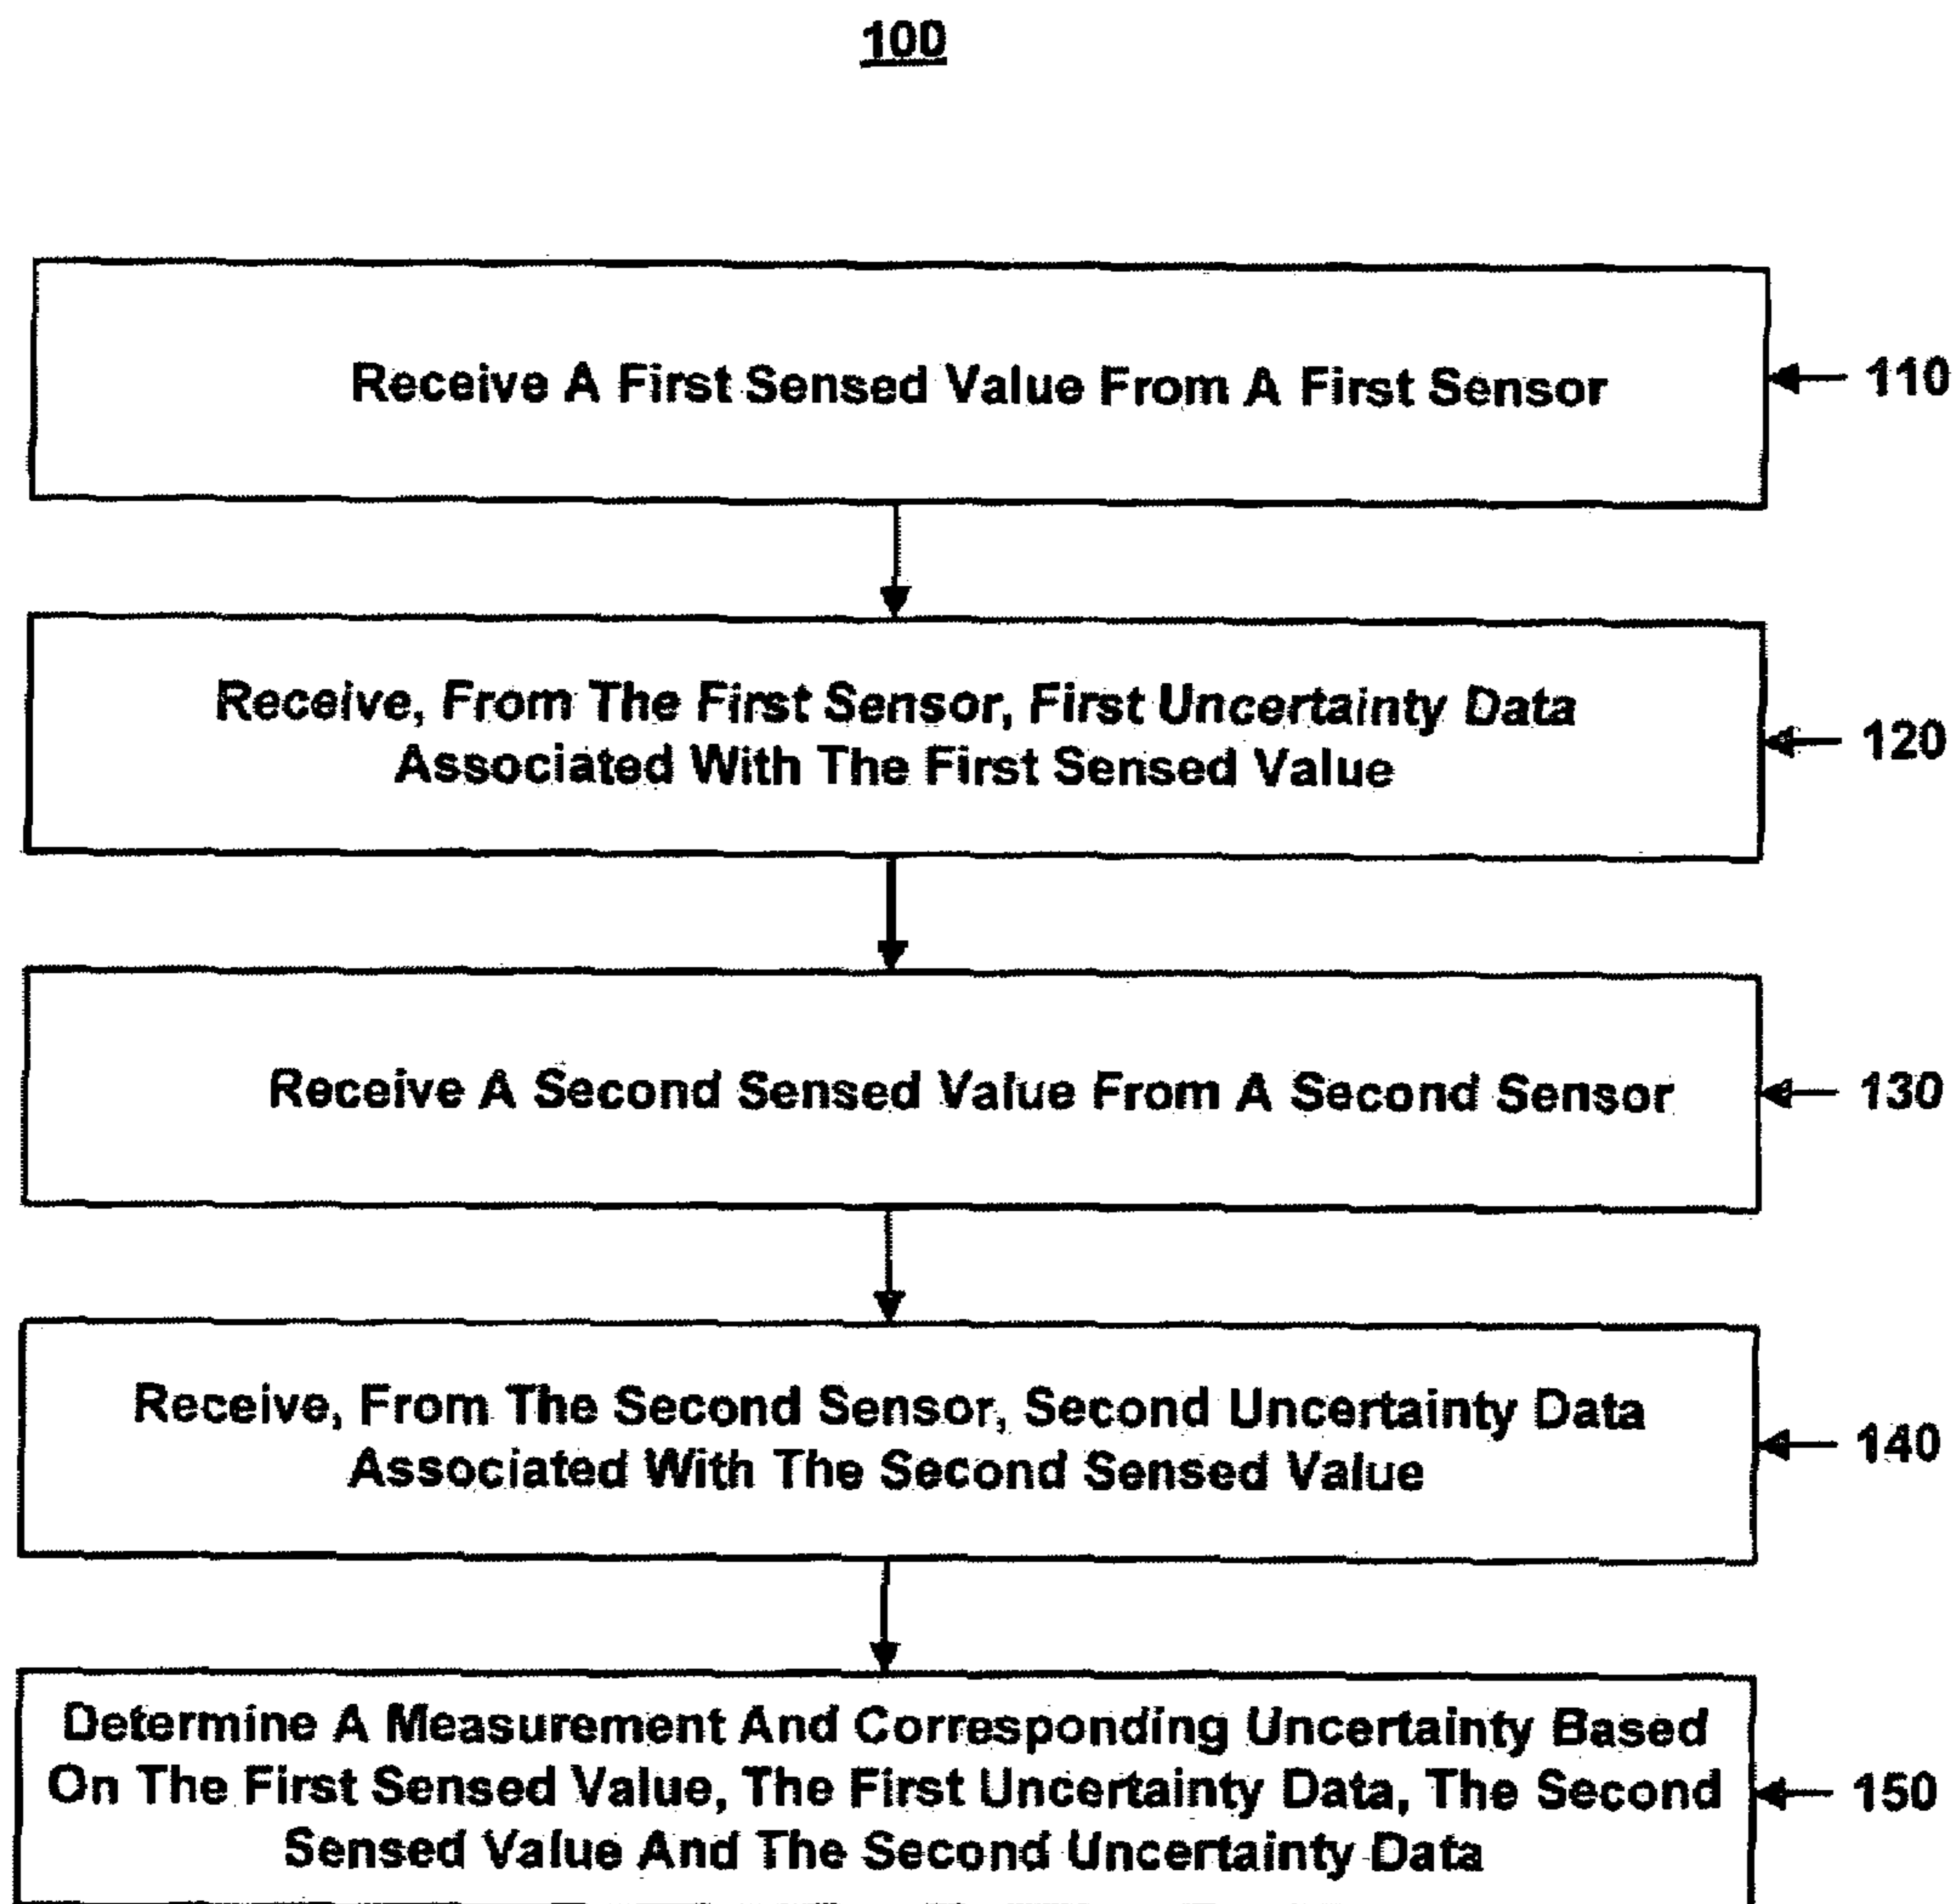 100
Receive A First Sensed Value From A First Sensor
110
Receive, From The First Sensor, First Uncertainty Data
Associated With The First Sensed Value
120
Receive A Second Sensed Value From A Second Sensor
130
Receive, From The Second Sensor, Second Uncertainty Data
Associated With The Second Sensed Value
140
Determine A Measurement And Corresponding Uncertainty Based
On The First Sensed Value, The First Uncertainty Data, The Second
Sensed Value And The Second Uncertainty Data
150